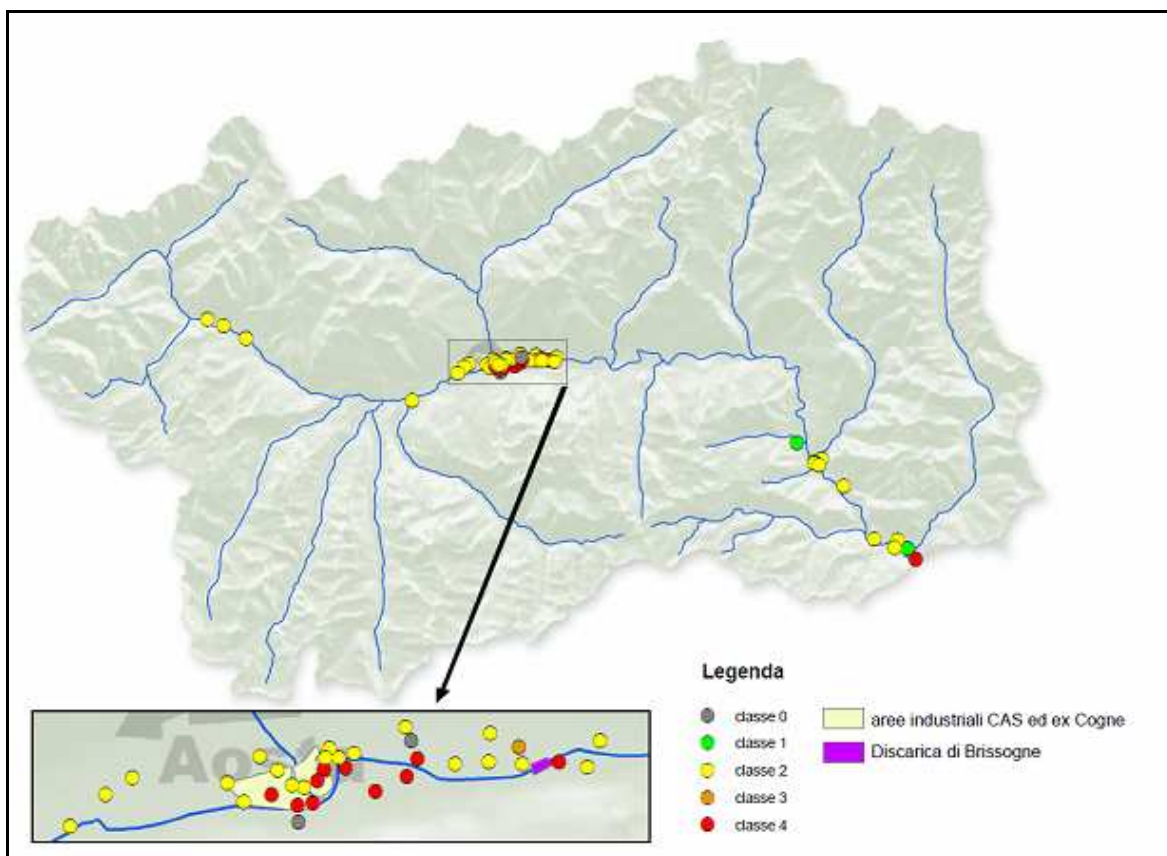 Aosta
Legenda
classe 0
classe 1
classe 2
classe 3
classe 4
aree industriali CAS ed ex Cogne
Discarica di Brissogne